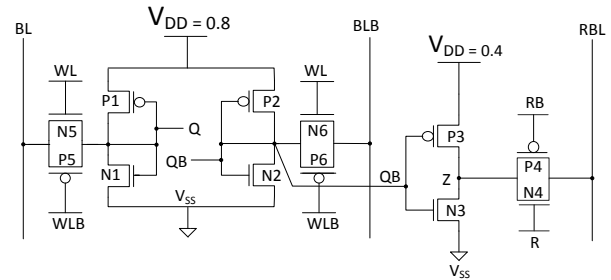 V_DD = 0.8
BL
BLB
RBL
V_DD = 0.4
WL
WL
P1
P2
RB
N5
Q
N6
P3
P5
P6
QB
QB
P4
Z
N4
N1
N2
N3
V_SS
WLB
WLB
R
V_SS